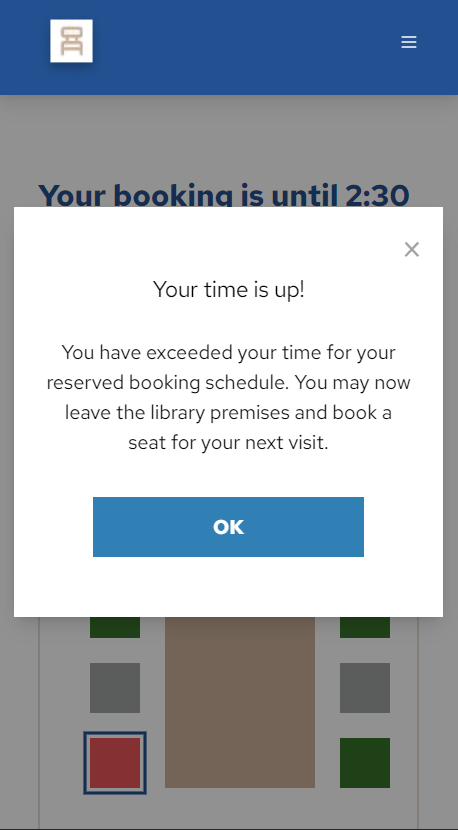 Your booking is until 2:30
Your time is up!
You have exceeded your time for your
reserved booking schedule. You may now
leave the library premises and book a
seat for your next visit.
OK